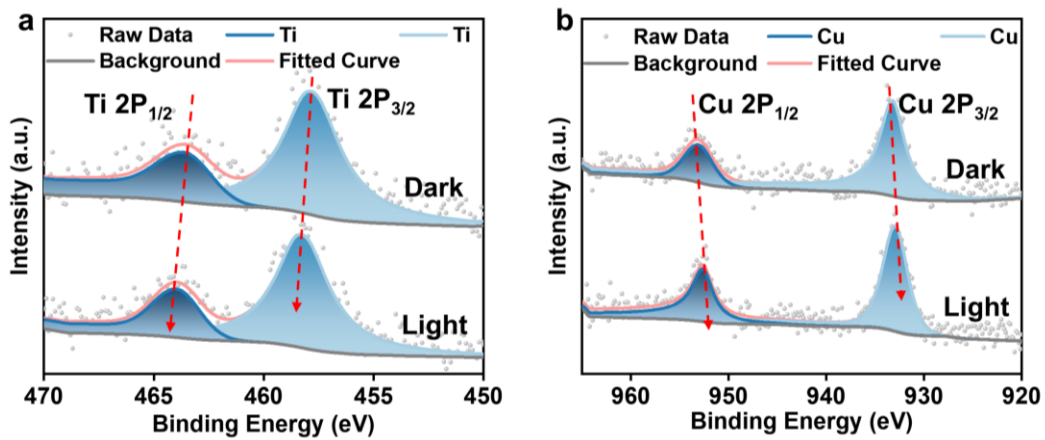 a
Raw Data Ti Ti
Background Fitted Curve
Ti 2P1/2
Ti 2P3/2
Dark
Light
Intensity (a.u.)
470 465 460 455 450
Binding Energy (eV)
b
Raw Data Cu Cu
Background Fitted Curve
Cu 2P1/2
Cu 2P3/2
Dark
Light
Intensity (a.u.)
960 950 940 930 920
Binding Energy (eV)